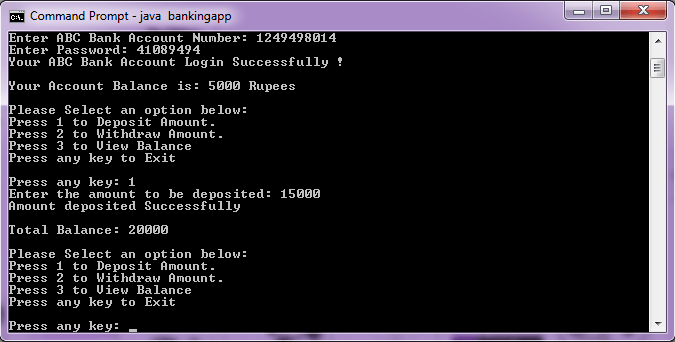 Command Prompt - java  bankingapp
Enter ABC Bank Account Number: 1249498014
Enter Password: 41089494
Your ABC Bank Account Login Successfully !
Your Account Balance is: 5000 Rupees
Please Select an option below:
Press 1 to Deposit Amount.
Press 2 to Withdraw Amount.
Press 3 to View Balance
Press any key to Exit
Press any key: 1
Enter the amount to be deposited: 15000
Amount deposited Successfully
Total Balance: 20000
Please Select an option below:
Press 1 to Deposit Amount.
Press 2 to Withdraw Amount.
Press 3 to View Balance
Press any key to Exit
Press any key: _